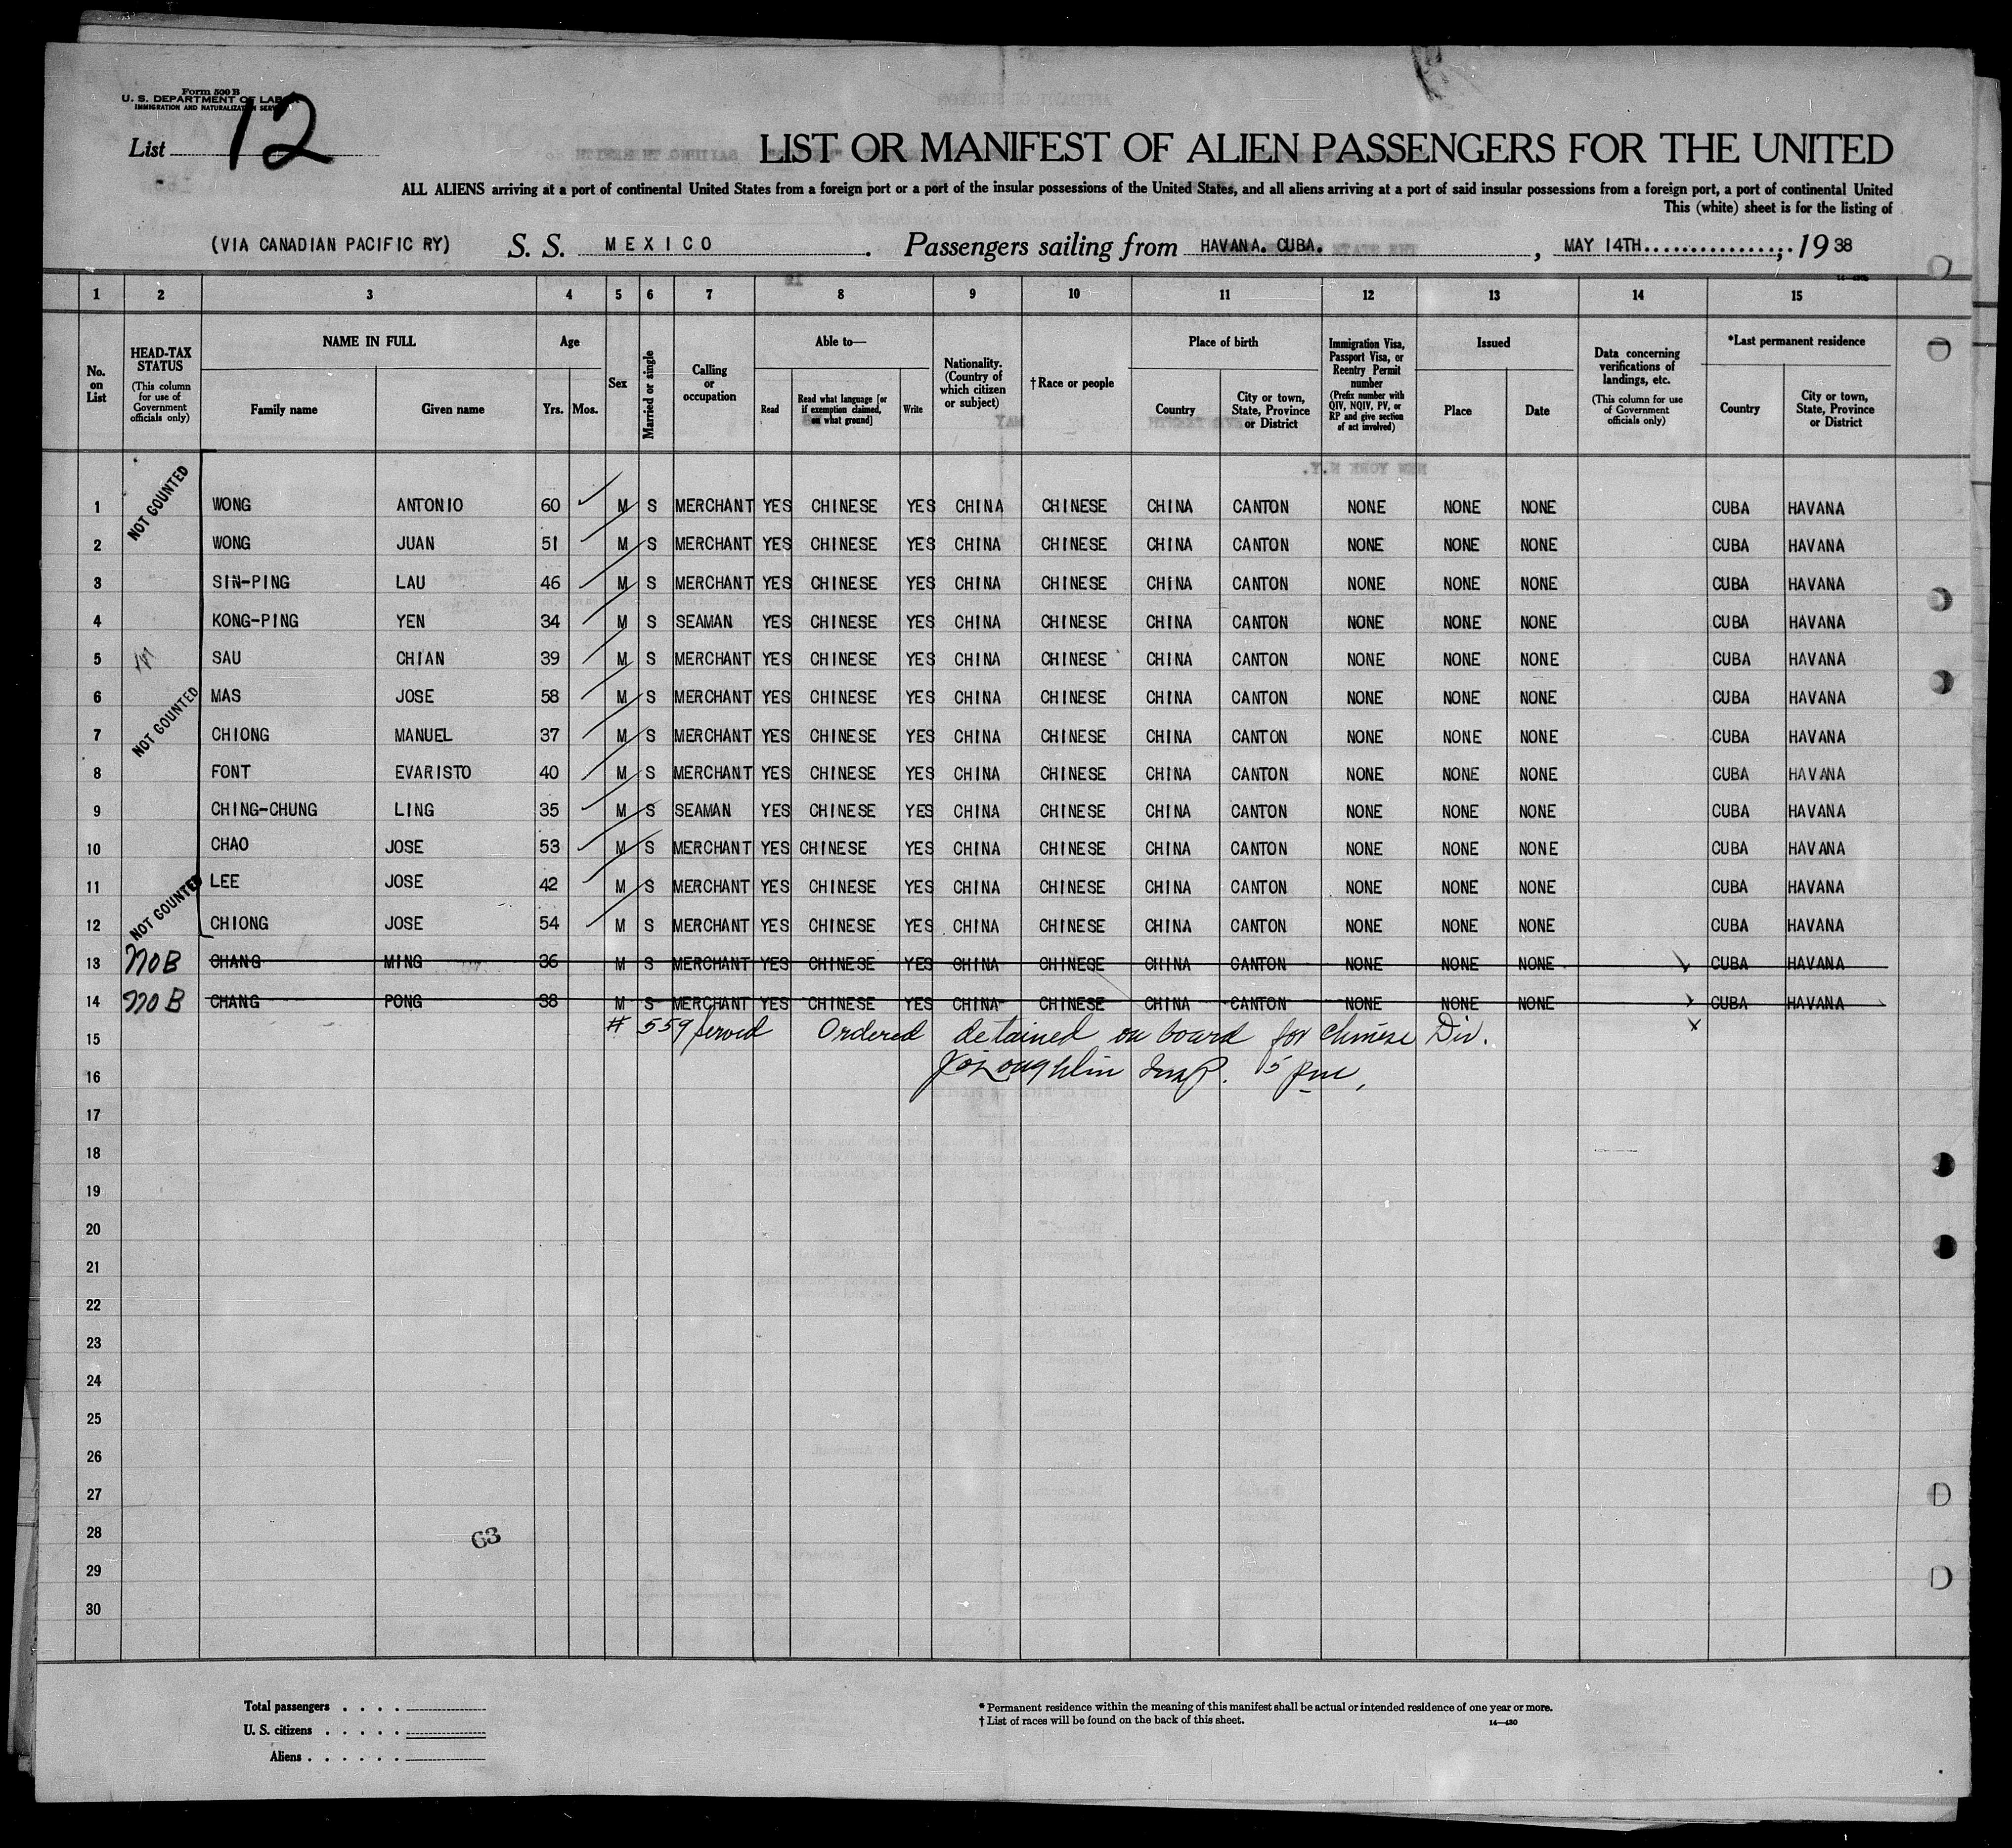 Form 500 B
U. S. DEPARTMENT OF LABOR
IMMIGRATION AND NATURALIZATION SERVICE
List 12
LIST OR MANIFEST OF ALIEN PASSENGERS FOR THE UNITED
ALL ALIENS arriving at a port of continental United States from a foreign port or a port of the insular possessions of the United States, and all aliens arriving at a port of said insular possessions from a foreign port, a port of continental United
This (white) sheet is for the listing of
(VIA CANADIAN PACIFIC RY) S. S. MEXICO. Passengers sailing from HAVANA. CUBA. , MAY 14TH................, 19 38
1 2 3 4 5 6 7 8 9 10 11 12 13 14 15
No. on List
HEAD-TAX STATUS (This column for use of Government officials only)
NAME IN FULL Family name Given name
Age Yrs. Mos.
Sex
Married or single
Calling or occupation
Able to— Read Read what language [or if exemption claimed, on what ground] Write
Nationality. (Country of which citizen or subject)
†Race or people
Place of birth Country City or town, State, Province or District
Immigration Visa, Passport Visa, or Reentry Permit number (Prefix number with QIV, NQIV, PV, or RP and give section of act involved)
Issued Place Date
Data concerning verifications of landings, etc. (This column for use of Government officials only)
*Last permanent residence Country City or town, State, Province or District
NOT COUNTED
1 WONG ANTONIO 60 M S MERCHANT YES CHINESE YES CHINA CHINESE CHINA CANTON NONE NONE NONE CUBA HAVANA
2 WONG JUAN 51 M S MERCHANT YES CHINESE YES CHINA CHINESE CHINA CANTON NONE NONE NONE CUBA HAVANA
3 SIN-PING LAU 46 M S MERCHANT YES CHINESE YES CHINA CHINESE CHINA CANTON NONE NONE NONE CUBA HAVANA
4 KONG-PING YEN 34 M S SEAMAN YES CHINESE YES CHINA CHINESE CHINA CANTON NONE NONE NONE CUBA HAVANA
5 SAU CHIAN 39 M S MERCHANT YES CHINESE YES CHINA CHINESE CHINA CANTON NONE NONE NONE CUBA HAVANA
6 MAS JOSE 58 M S MERCHANT YES CHINESE YES CHINA CHINESE CHINA CANTON NONE NONE NONE CUBA HAVANA
NOT COUNTED
7 CHIONG MANUEL 37 M S MERCHANT YES CHINESE YES CHINA CHINESE CHINA CANTON NONE NONE NONE CUBA HAVANA
8 FONT EVARISTO 40 M S MERCHANT YES CHINESE YES CHINA CHINESE CHINA CANTON NONE NONE NONE CUBA HAVANA
9 CHING-CHUNG LING 35 M S SEAMAN YES CHINESE YES CHINA CHINESE CHINA CANTON NONE NONE NONE CUBA HAVANA
10 CHAO JOSE 53 M S MERCHANT YES CHINESE YES CHINA CHINESE CHINA CANTON NONE NONE NONE CUBA HAVANA
11 LEE JOSE 42 M S MERCHANT YES CHINESE YES CHINA CHINESE CHINA CANTON NONE NONE NONE CUBA HAVANA
NOT COUNTED
12 CHIONG JOSE 54 M S MERCHANT YES CHINESE YES CHINA CHINESE CHINA CANTON NONE NONE NONE CUBA HAVANA
13 NOB CHANG MING 36 M S MERCHANT YES CHINESE YES CHINA CHINESE CHINA CANTON NONE NONE NONE CUBA HAVANA
14 NOB CHANG PONG 38 M S MERCHANT YES CHINESE YES CHINA CHINESE CHINA CANTON NONE NONE NONE CUBA HAVANA
15 # 559 served Ordered detained on board for Chinese Div. x
16 J O'Loughlin Insp. 5 pm,
17
18
19
20
21
22
23
24
25
26
27
28 63
29
30
Total passengers . . . .
U. S. citizens . . . . .
Aliens . . . . . .
* Permanent residence within the meaning of this manifest shall be actual or intended residence of one year or more.
† List of races will be found on the back of this sheet. 14—430